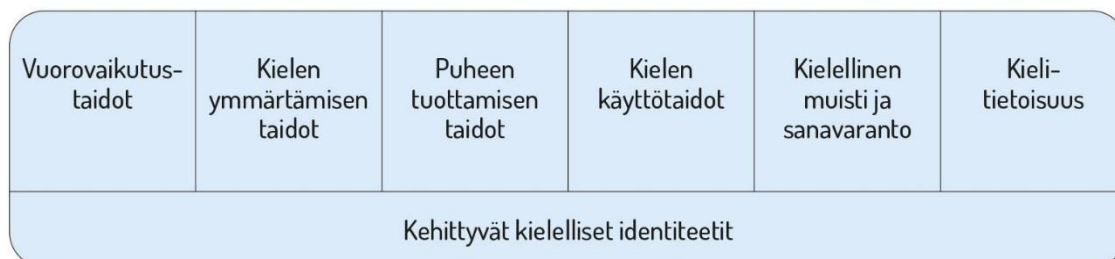 Vuorovaikutus-
taidot
Kielen
ymmärtämisen
taidot
Puheen
tuottamisen
taidot
Kielen
käyttötaidot
Kielellinen
muisti ja
sanavaranto
Kieli-
tietoisuus
Kehittyvät kielelliset identiteetit